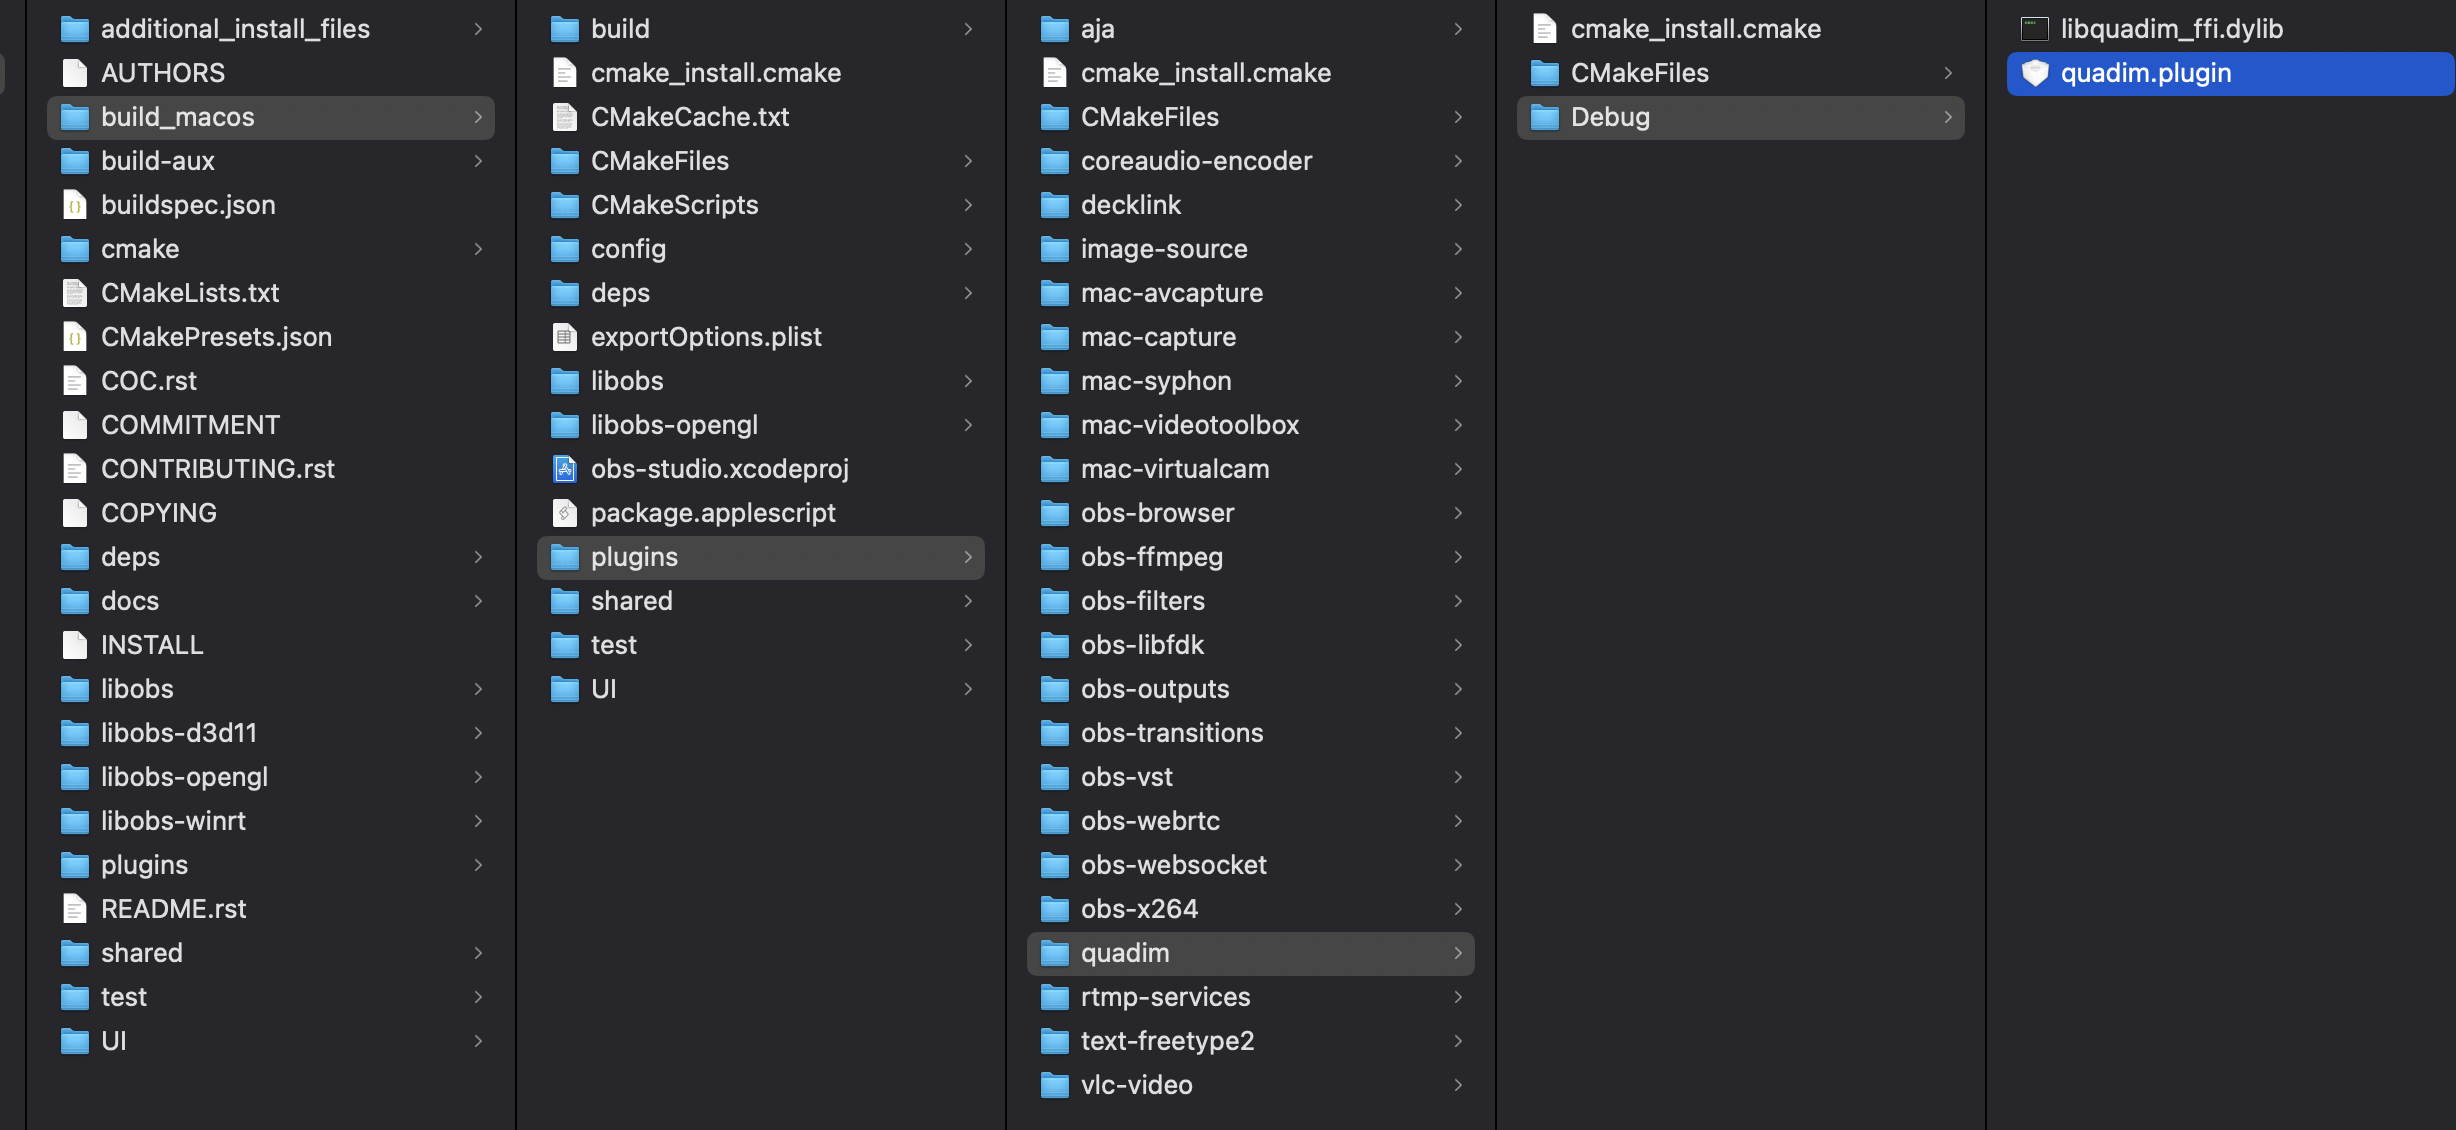 additional_install_files
AUTHORS
build_macos
build-aux
buildspec.json
cmake
CMakeLists.txt
CMakePresets.json
COC.rst
COMMITMENT
CONTRIBUTING.rst
COPYING
deps
docs
INSTALL
libobs
libobs-d3d11
libobs-opengl
libobs-winrt
plugins
README.rst
shared
test
UI
build
cmake_install.cmake
CMakeCache.txt
CMakeFiles
CMakeScripts
config
deps
exportOptions.plist
libobs
libobs-opengl
obs-studio.xcodeproj
package.applescript
plugins
shared
test
UI
aja
cmake_install.cmake
CMakeFiles
coreaudio-encoder
decklink
image-source
mac-avcapture
mac-capture
mac-syphon
mac-videotoolbox
mac-virtualcam
obs-browser
obs-ffmpeg
obs-filters
obs-libfdk
obs-outputs
obs-transitions
obs-vst
obs-webrtc
obs-websocket
obs-x264
quadim
rtmp-services
text-freetype2
vlc-video
cmake_install.cmake
CMakeFiles
Debug
libquadim_ffi.dylib
quadim.plugin